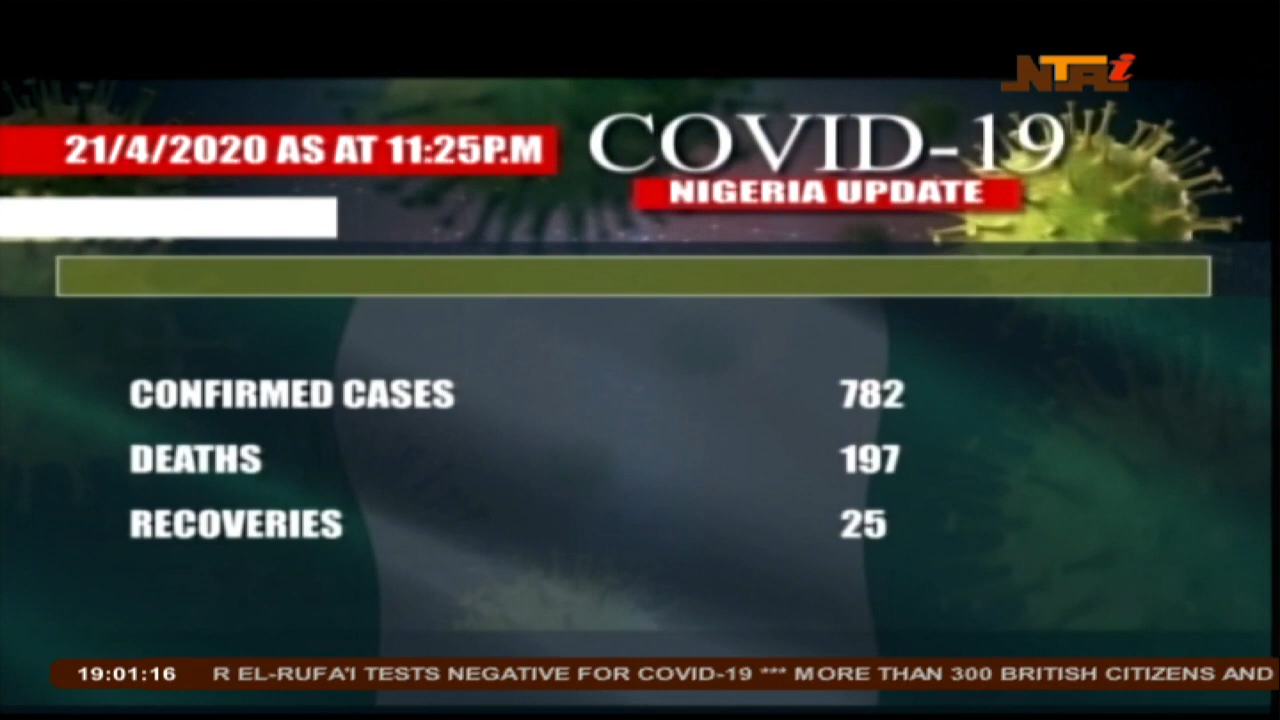 NTAi
21/4/2020 AS AT 11:25P.M
COVID-19
NIGERIA UPDATE
CONFIRMED CASES 782
DEATHS 197
RECOVERIES 25
19:01:16 R EL-RUFA'I TESTS NEGATIVE FOR COVID-19 *** MORE THAN 300 BRITISH CITIZENS AND